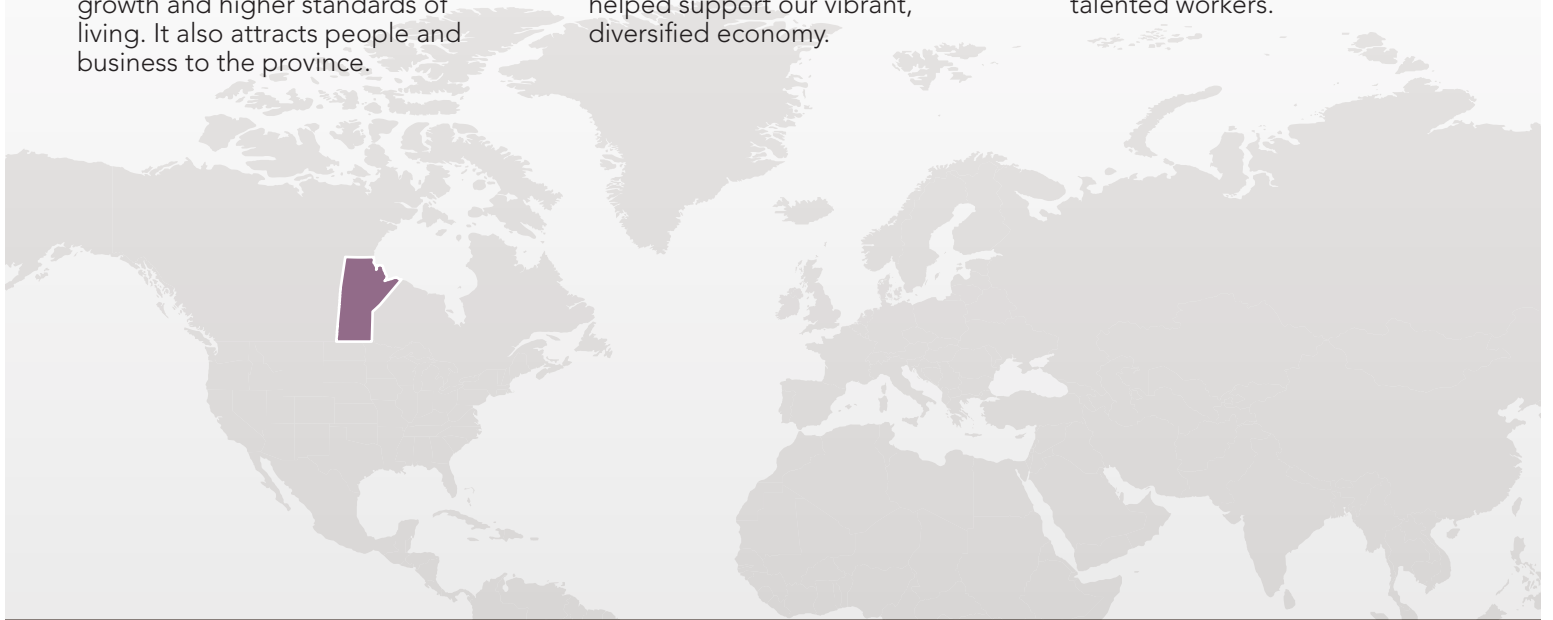 growth and higher standards of
living. It also attracts people and
business to the province.
helped support our vibrant,
diversified economy.
talented workers.